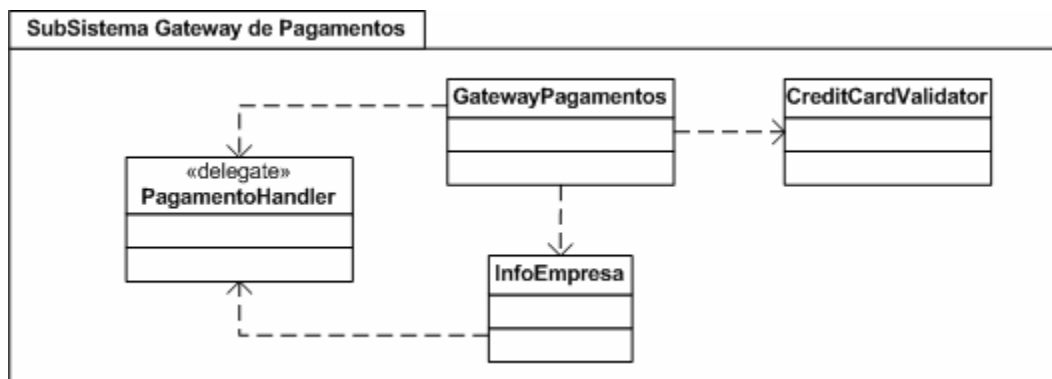 SubSistema Gateway de Pagamentos
GatewayPagamentos
CreditCardValidator
«delegate»
PagamentoHandler
InfoEmpresa